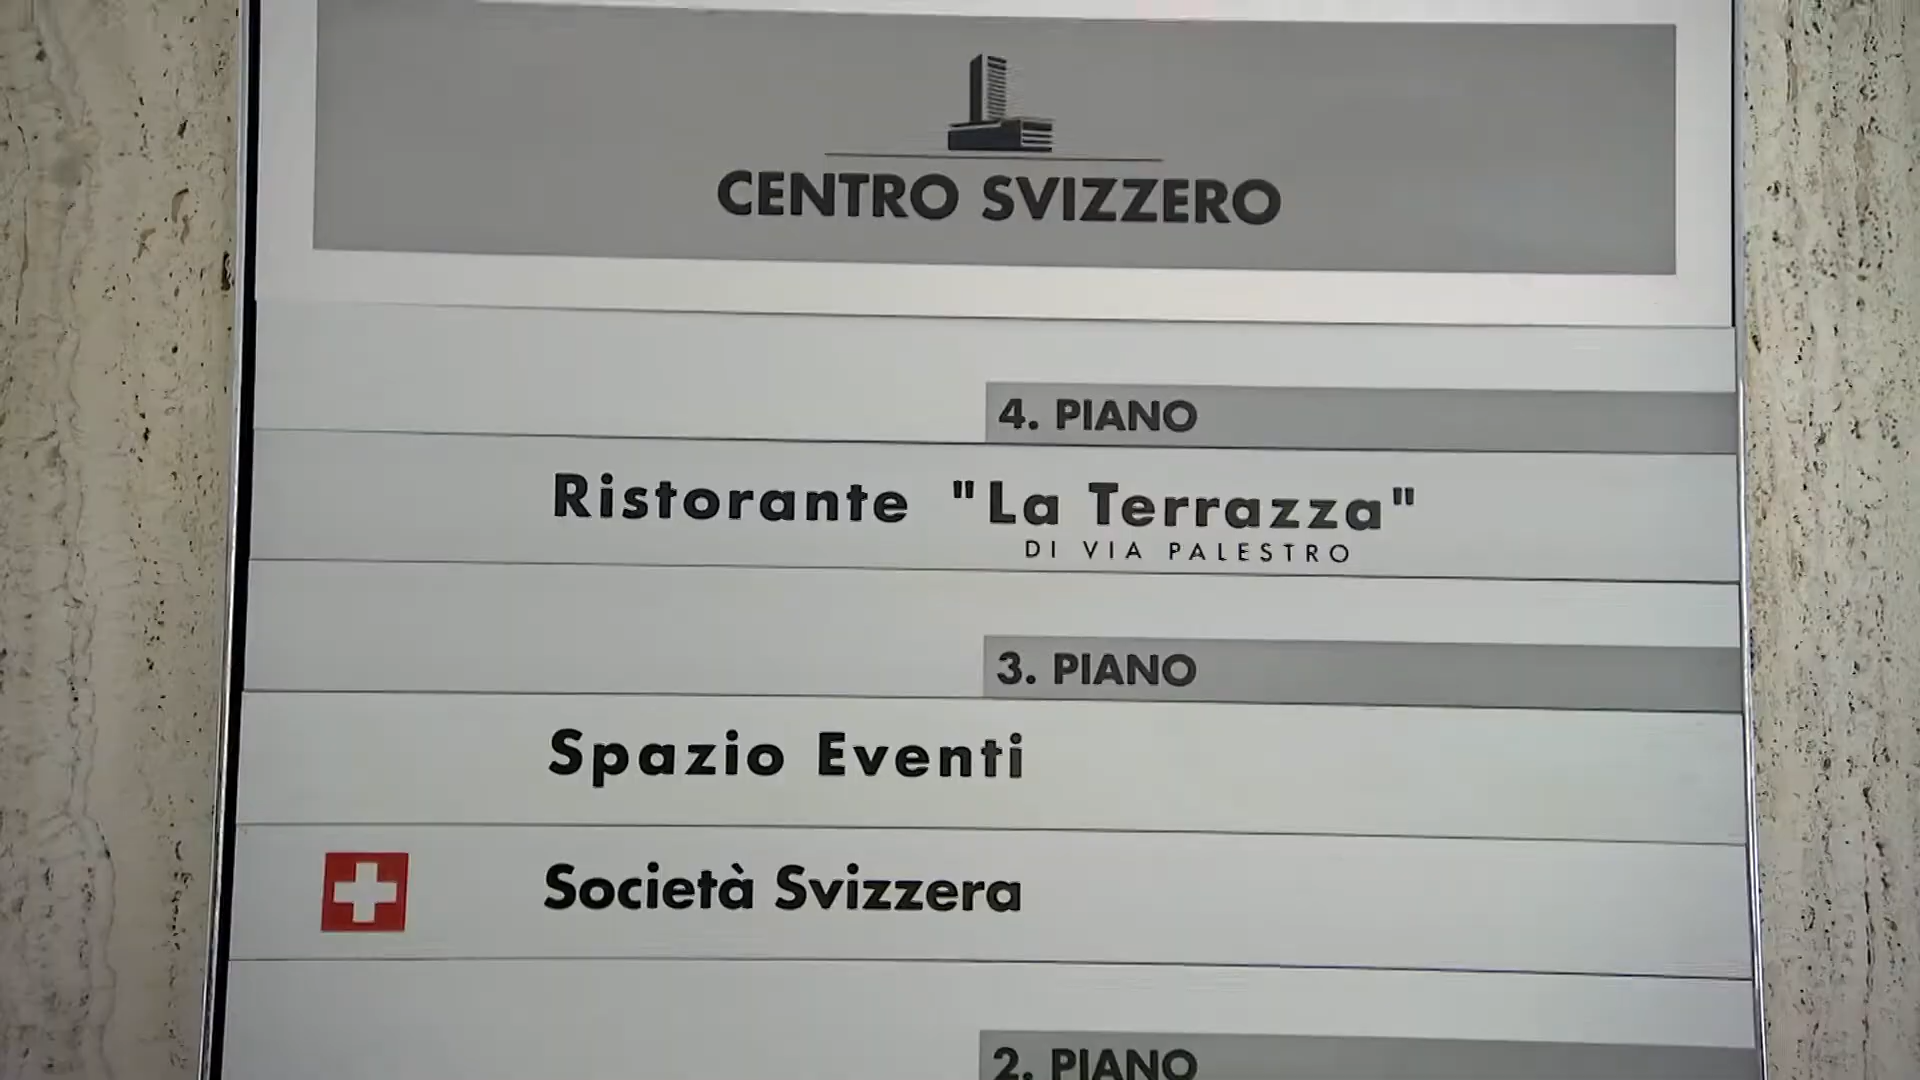 CENTRO SVIZZERO
4. PIANO
Ristorante "La Terrazza"
DI VIA PALESTRO
3. PIANO
Spazio Eventi
Società Svizzera
2. PIANO